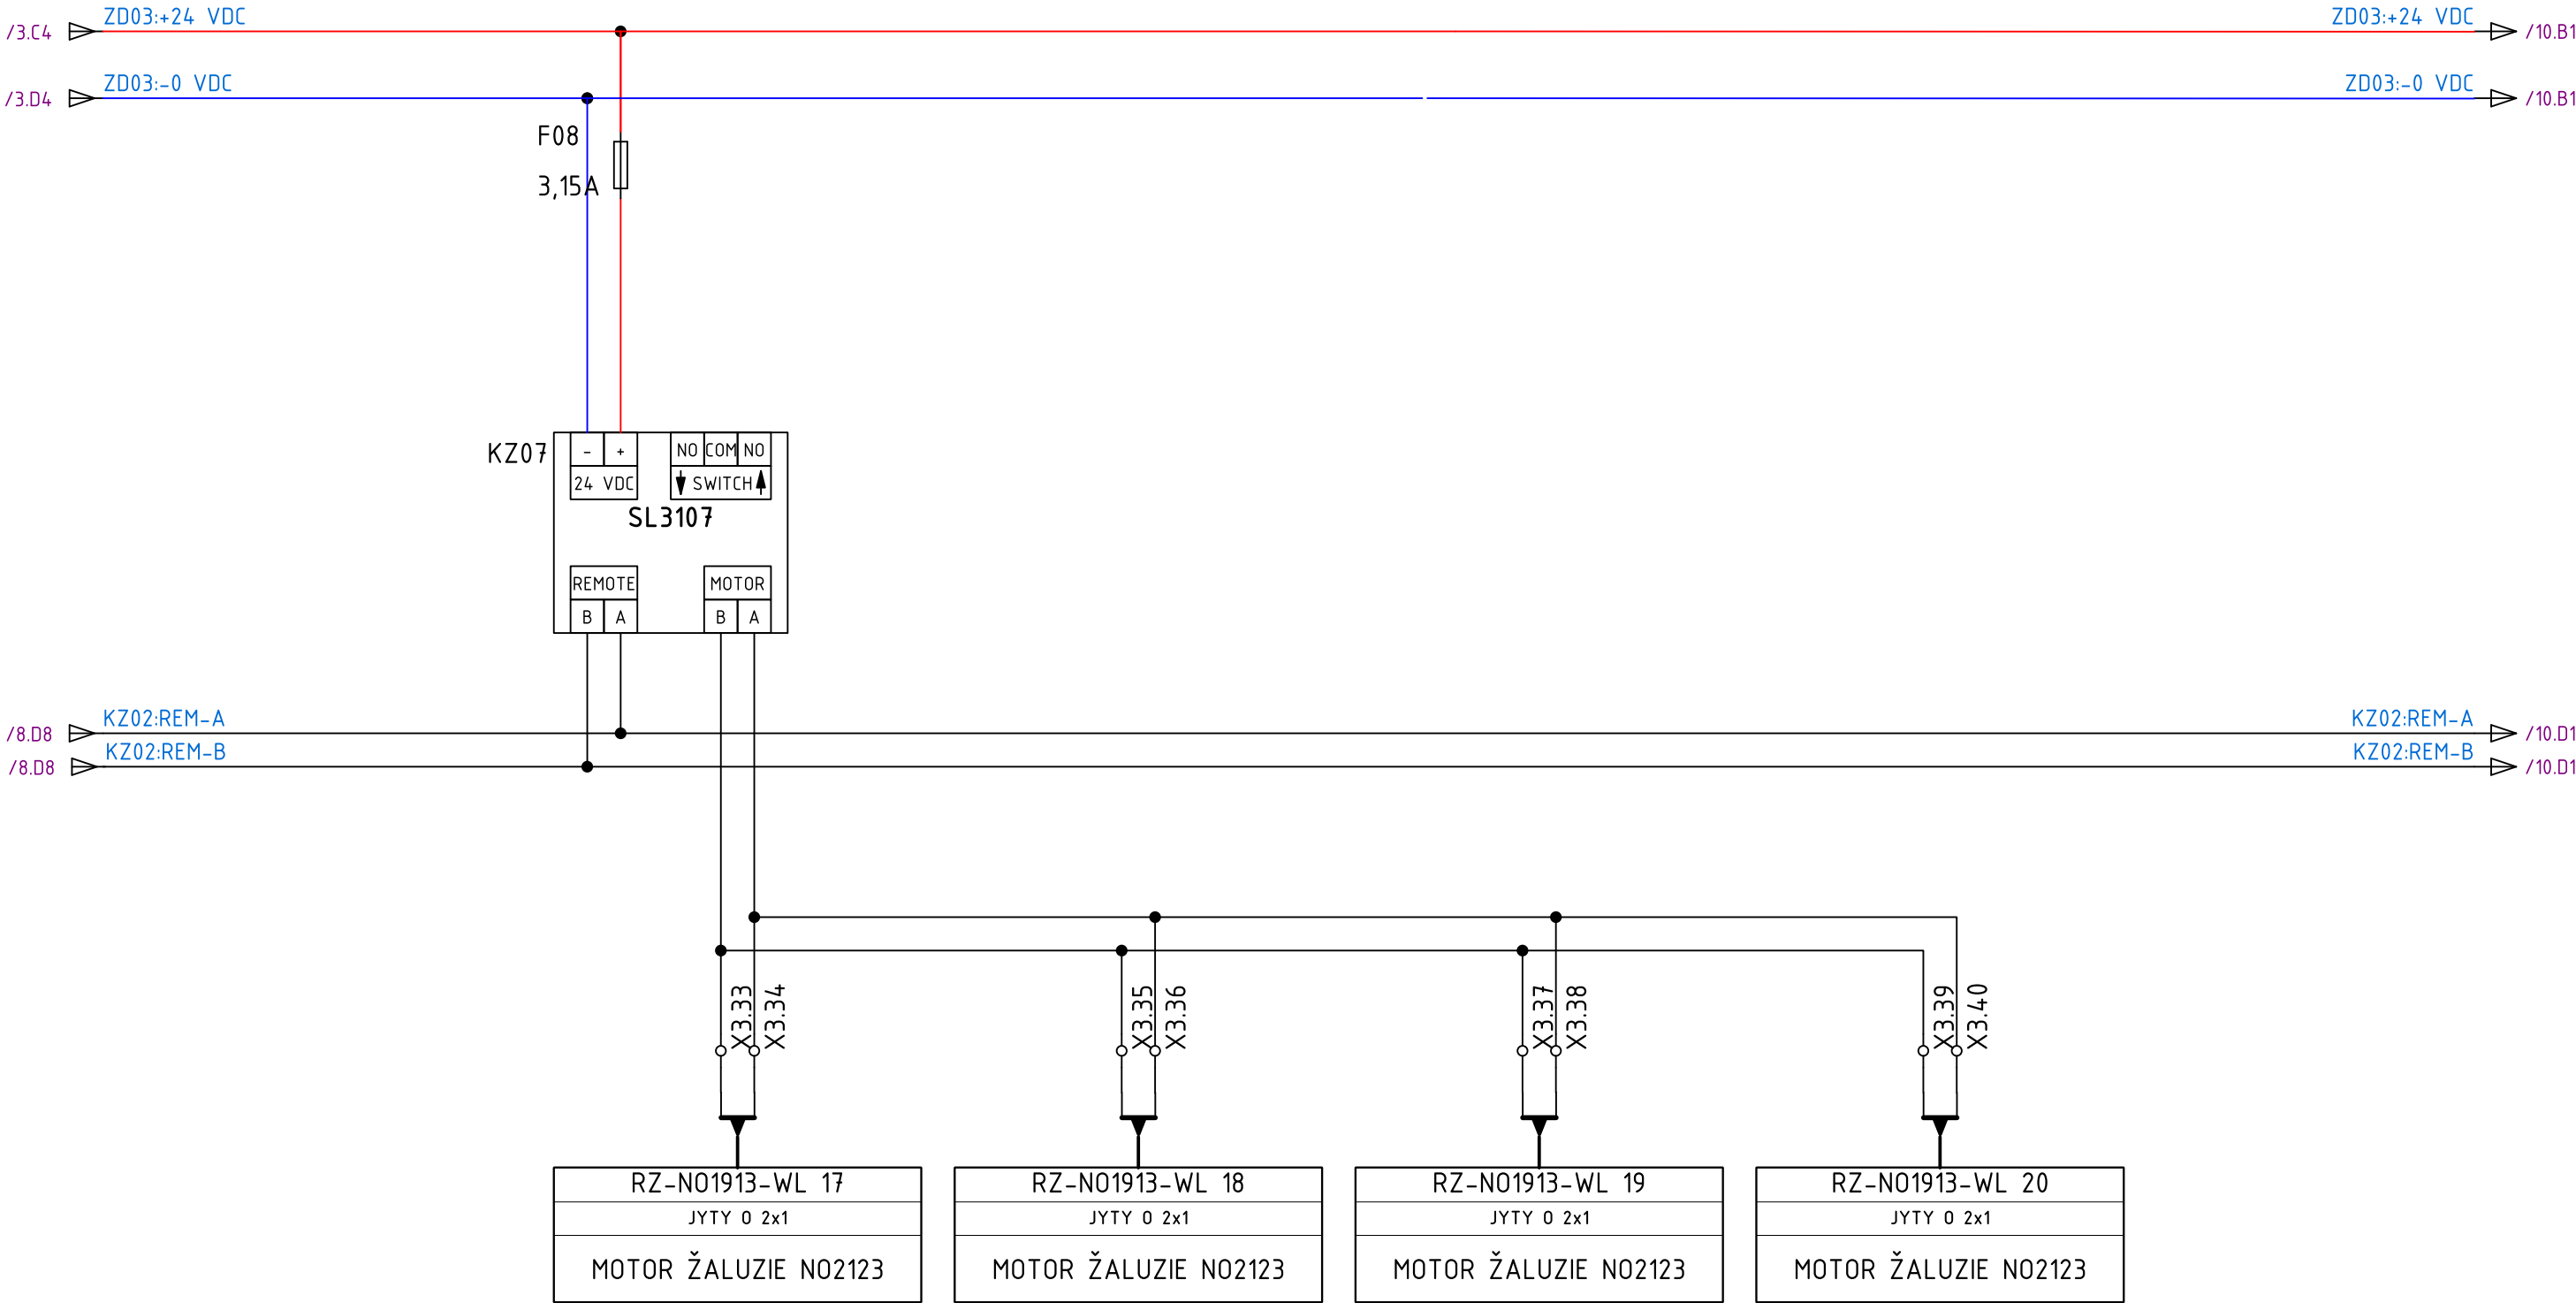 ZD03:+24 VDC
ZD03:+24 VDC
/3.C4
/10.B1
ZD03:-0 VDC
ZD03:-0 VDC
/3.D4
/10.B1
F08
3,15A
KZ07
- + NO COM NO
24 VDC SWITCH
SL3107
REMOTE MOTOR
B A B A
KZ02:REM-A
KZ02:REM-A
/8.D8
/10.D1
KZ02:REM-B
KZ02:REM-B
/8.D8
/10.D1
X3.33
X3.34
X3.35
X3.36
X3.37
X3.38
X3.39
X3.40
RZ-NO1913-WL 17
JYTY O 2x1
MOTOR ŽALUZIE NO2123
RZ-NO1913-WL 18
JYTY O 2x1
MOTOR ŽALUZIE NO2123
RZ-NO1913-WL 19
JYTY O 2x1
MOTOR ŽALUZIE NO2123
RZ-NO1913-WL 20
JYTY O 2x1
MOTOR ŽALUZIE NO2123